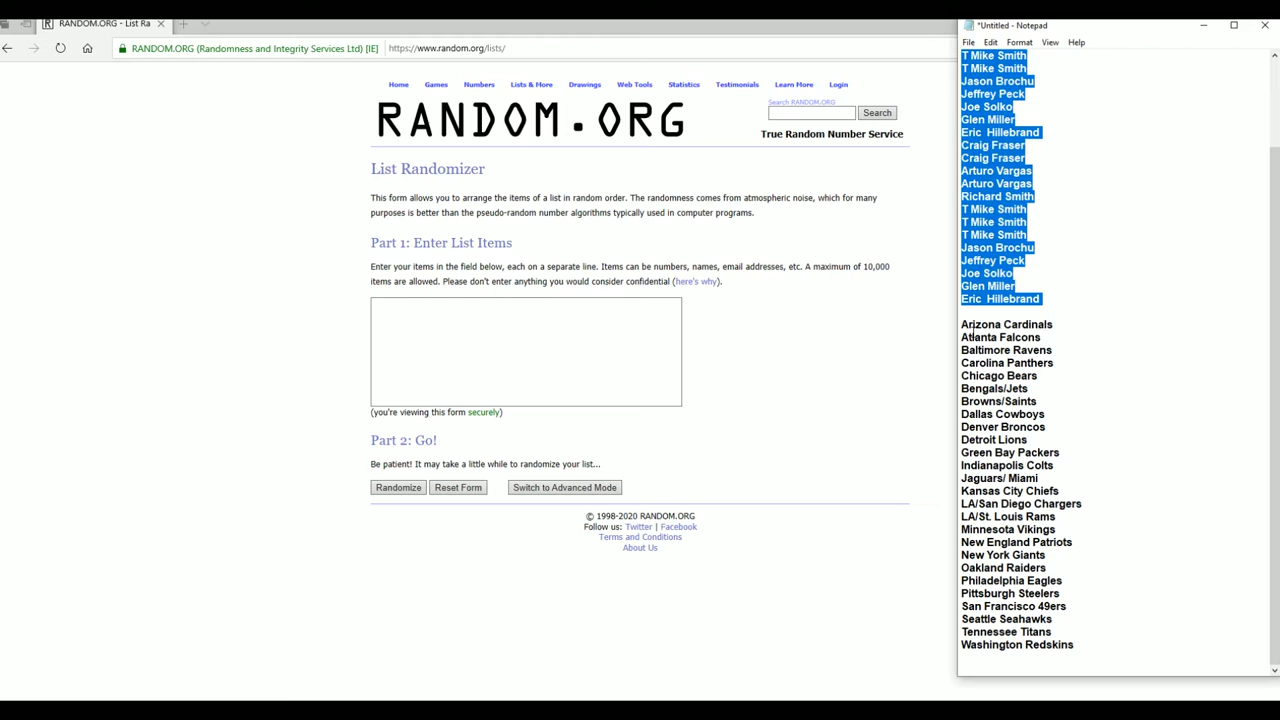 RANDOM.ORG - List Ra
RANDOM.ORG (Randomness and Integrity Services Ltd) [IE]
https://www.random.org/lists/
Home Games Numbers Lists & More Drawings Web Tools Statistics Testimonials Learn More Login
RANDOM.ORG
Search RANDOM.ORG
Search
True Random Number Service
List Randomizer
This form allows you to arrange the items of a list in random order. The randomness comes from atmospheric noise, which for many
purposes is better than the pseudo-random number algorithms typically used in computer programs.
Part 1: Enter List Items
Enter your items in the field below, each on a separate line. Items can be numbers, names, email addresses, etc. A maximum of 10,000
items are allowed. Please don't enter anything you would consider confidential (here's why).
(you're viewing this form securely)
Part 2: Go!
Be patient! It may take a little while to randomize your list...
Randomize Reset Form Switch to Advanced Mode
© 1998-2020 RANDOM.ORG
Follow us: Twitter | Facebook
Terms and Conditions
About Us
*Untitled - Notepad
File Edit Format View Help
T Mike Smith
T Mike Smith
Jason Brochu
Jeffrey Peck
Joe Solko
Glen Miller
Eric  Hillebrand
Craig Fraser
Craig Fraser
Arturo Vargas
Arturo Vargas
Richard Smith
T Mike Smith
T Mike Smith
T Mike Smith
Jason Brochu
Jeffrey Peck
Joe Solko
Glen Miller
Eric  Hillebrand
Arizona Cardinals
Atlanta Falcons
Baltimore Ravens
Carolina Panthers
Chicago Bears
Bengals/Jets
Browns/Saints
Dallas Cowboys
Denver Broncos
Detroit Lions
Green Bay Packers
Indianapolis Colts
Jaguars/ Miami
Kansas City Chiefs
LA/San Diego Chargers
LA/St. Louis Rams
Minnesota Vikings
New England Patriots
New York Giants
Oakland Raiders
Philadelphia Eagles
Pittsburgh Steelers
San Francisco 49ers
Seattle Seahawks
Tennessee Titans
Washington Redskins